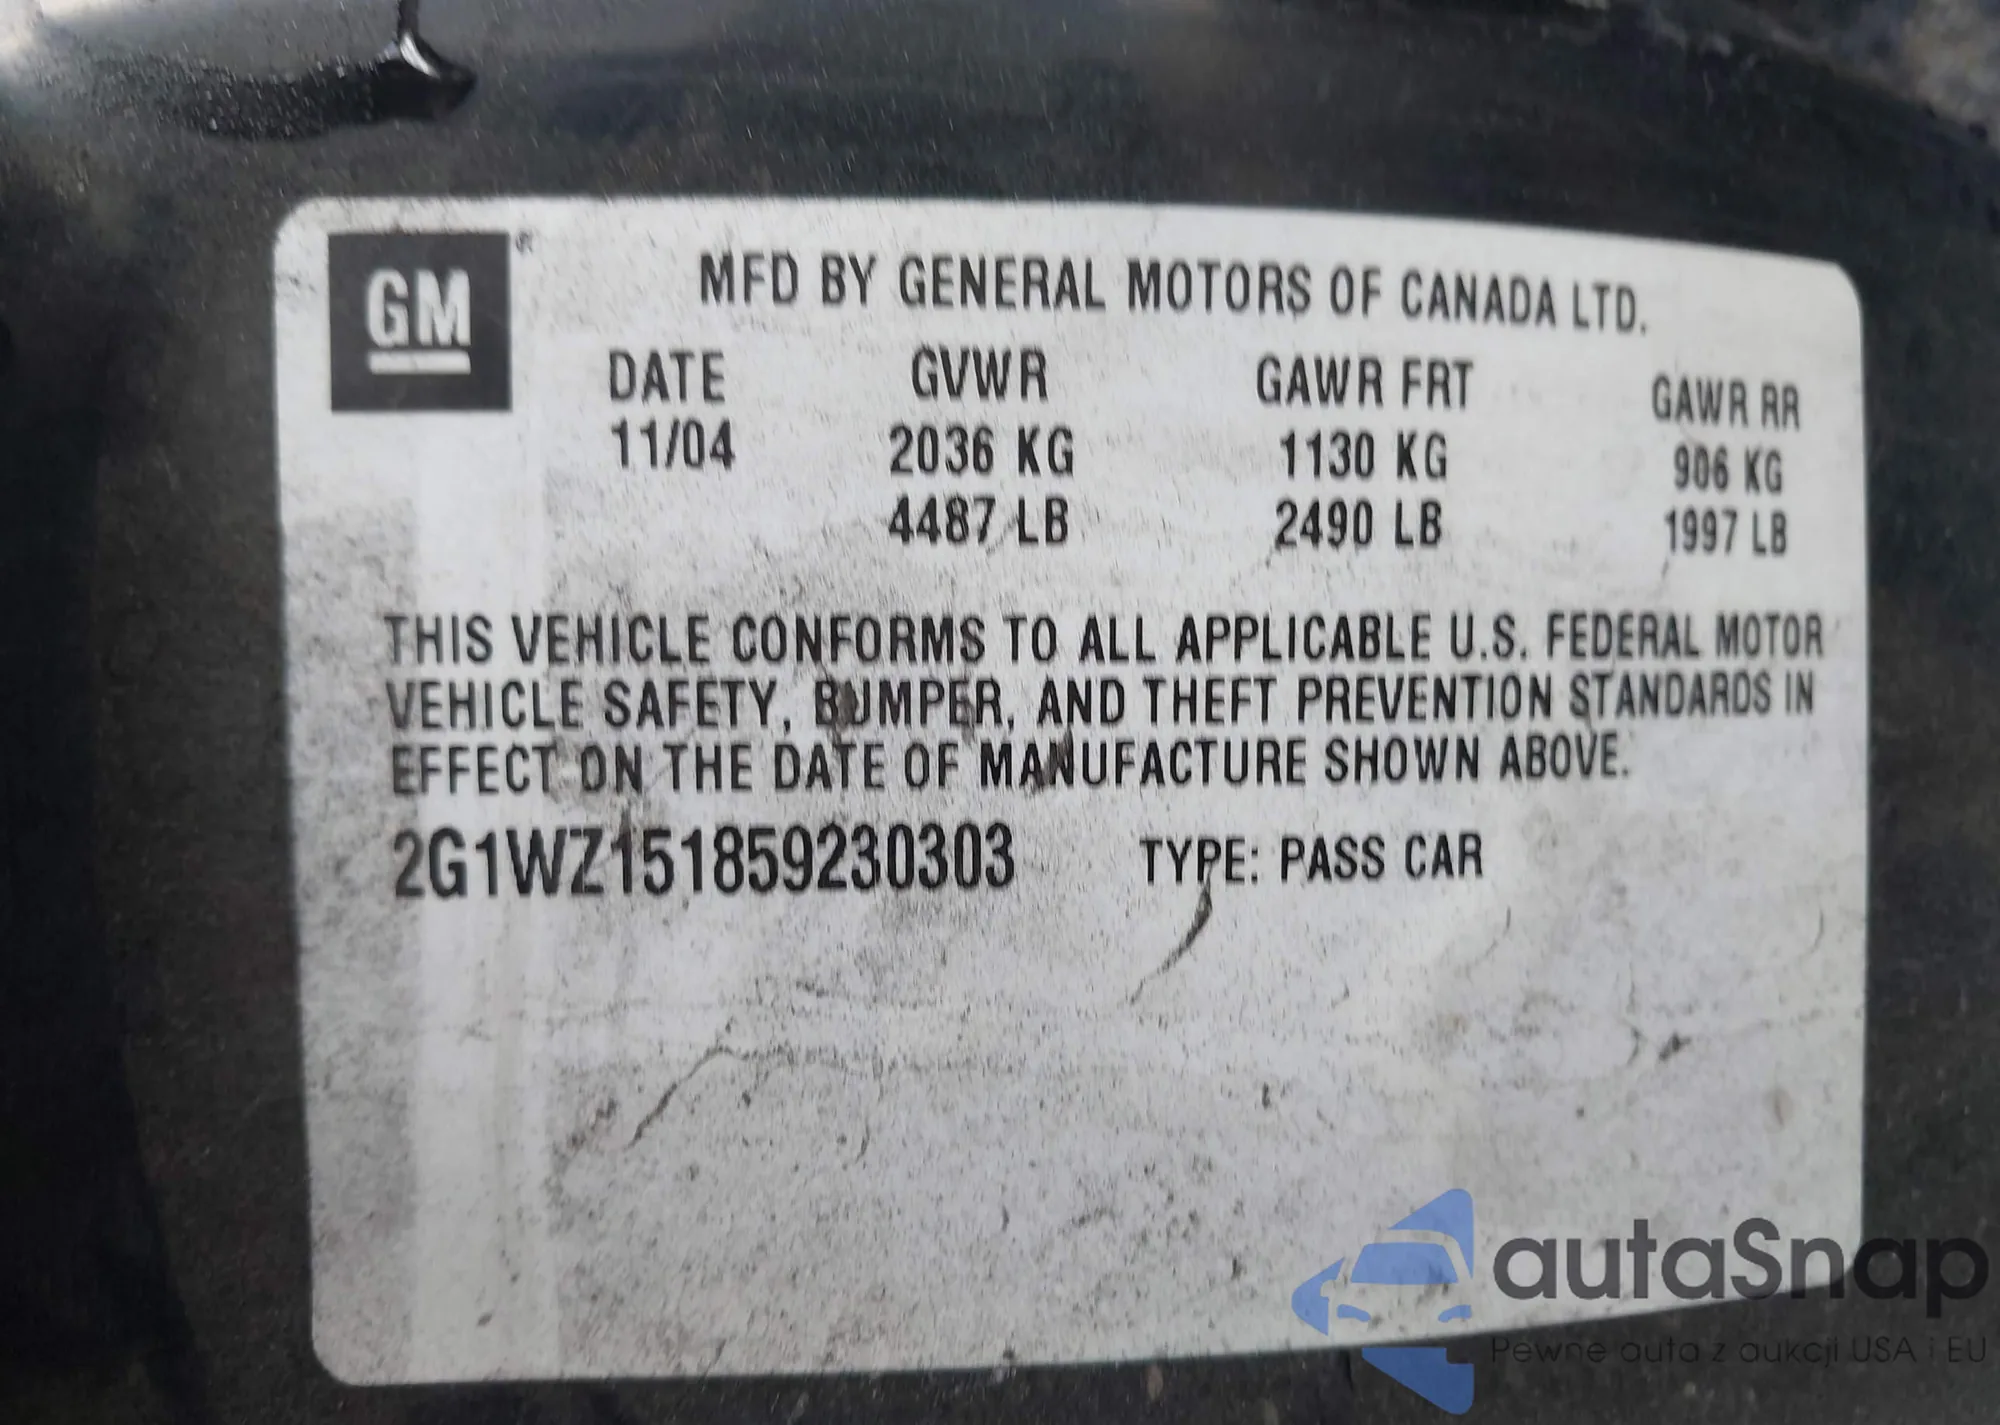 GM
MFD BY GENERAL MOTORS OF CANADA LTD.
DATE GVWR GAWR FRT GAWR RR
11/04 2036 KG 1130 KG 906 KG
4487 LB 2490 LB 1997 LB
THIS VEHICLE CONFORMS TO ALL APPLICABLE U.S. FEDERAL MOTOR
VEHICLE SAFETY, BUMPER, AND THEFT PREVENTION STANDARDS IN
EFFECT ON THE DATE OF MANUFACTURE SHOWN ABOVE.
2G1WZ151859230303 TYPE: PASS CAR
autaSnap
Pewne auta z aukcji USA i EU